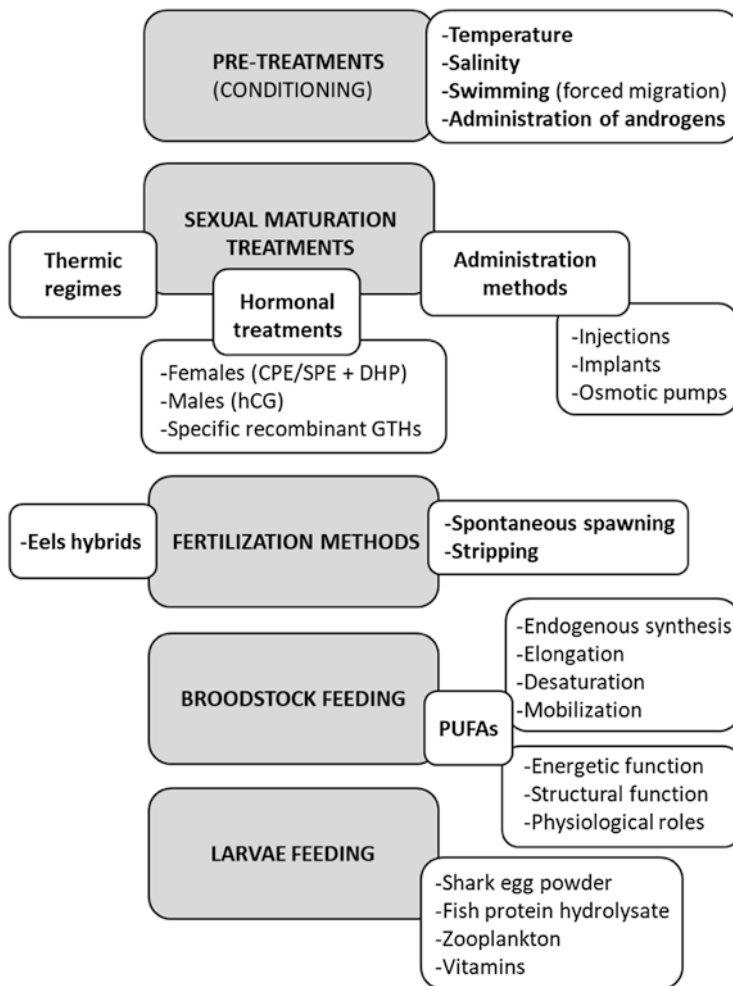 PRE-TREATMENTS
(CONDITIONING)
-Temperature
-Salinity
-Swimming (forced migration)
-Administration of androgens
SEXUAL MATURATION
TREATMENTS
Thermic
regimes
Hormonal
treatments
-Females (CPE/SPE + DHP)
-Males (hCG)
-Specific recombinant GTHs
Administration
methods
-Injections
-Implants
-Osmotic pumps
-Eels hybrids
FERTILIZATION METHODS
-Spontaneous spawning
-Stripping
BROODSTOCK FEEDING
PUFAs
-Endogenous synthesis
-Elongation
-Desaturation
-Mobilization
-Energetic function
-Structural function
-Physiological roles
LARVAE FEEDING
-Shark egg powder
-Fish protein hydrolysate
-Zooplankton
-Vitamins